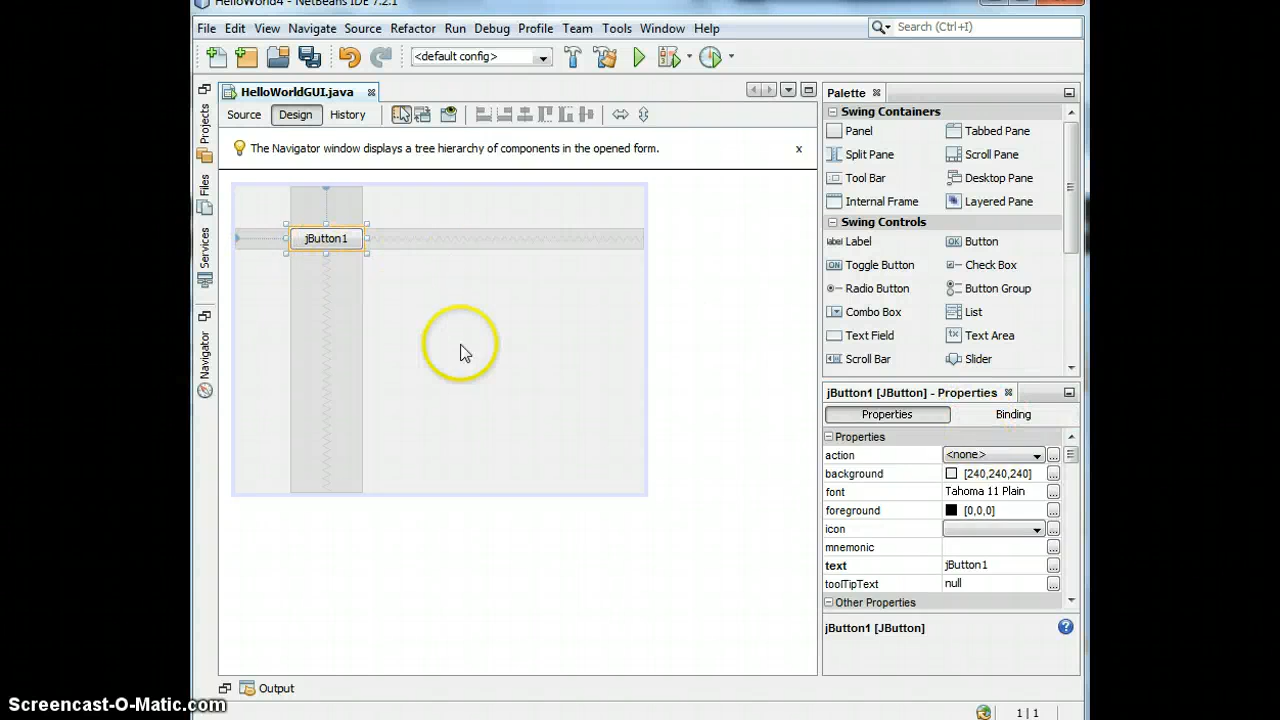 HelloWorld4 - NetBeans IDE 7.2.1
File Edit View Navigate Source Refactor Run Debug Profile Team Tools Window Help
Search (Ctrl+I)
<default config>
HelloWorldGUI.java
Source Design History
The Navigator window displays a tree hierarchy of components in the opened form. x
jButton1
Projects
Files
Services
Navigator
Palette
Swing Containers
Panel Tabbed Pane
Split Pane Scroll Pane
Tool Bar Desktop Pane
Internal Frame Layered Pane
Swing Controls
label Label OK Button
ON Toggle Button Check Box
Radio Button Button Group
Combo Box List
Text Field Text Area
Scroll Bar Slider
jButton1 [JButton] - Properties
Properties Binding
Properties
action <none> ...
background [240,240,240] ...
font Tahoma 11 Plain ...
foreground [0,0,0] ...
icon ...
mnemonic ...
text jButton1 ...
toolTipText null ...
Other Properties
jButton1 [JButton]
Output
1 | 1
Screencast-O-Matic.com